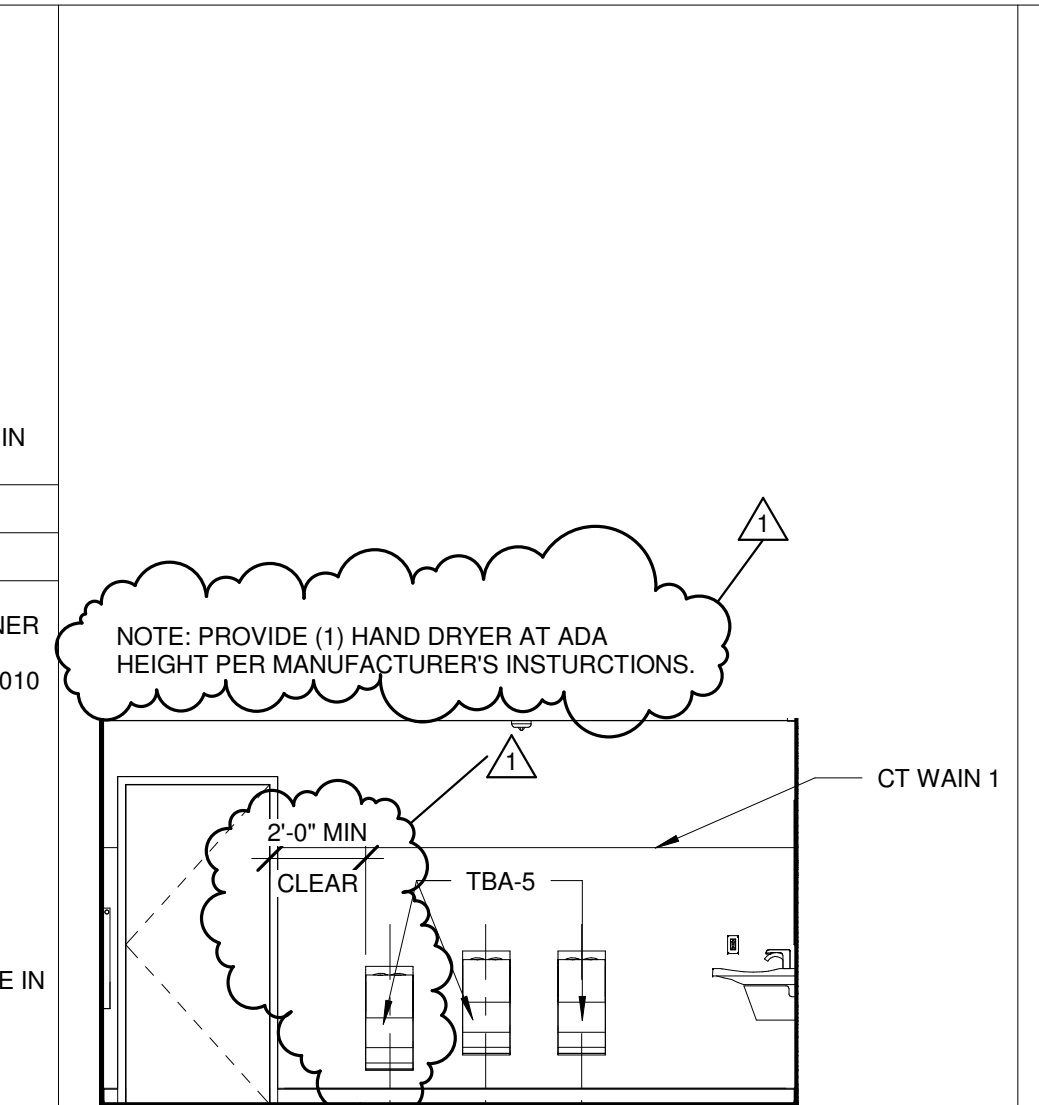 IN
NER
010
E IN
1
NOTE: PROVIDE (1) HAND DRYER AT ADA
HEIGHT PER MANUFACTURER'S INSTURCTIONS.
1
CT WAIN 1
2'-0" MIN
CLEAR
TBA-5